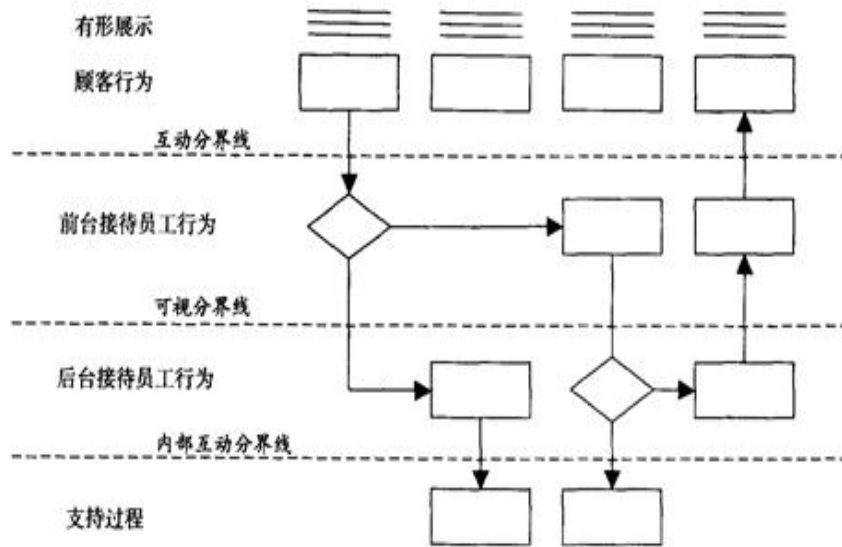 有形展示
顾客行为
互动分界线
前台接待员工行为
可视分界线
后台接待员工行为
内部互动分界线
支持过程